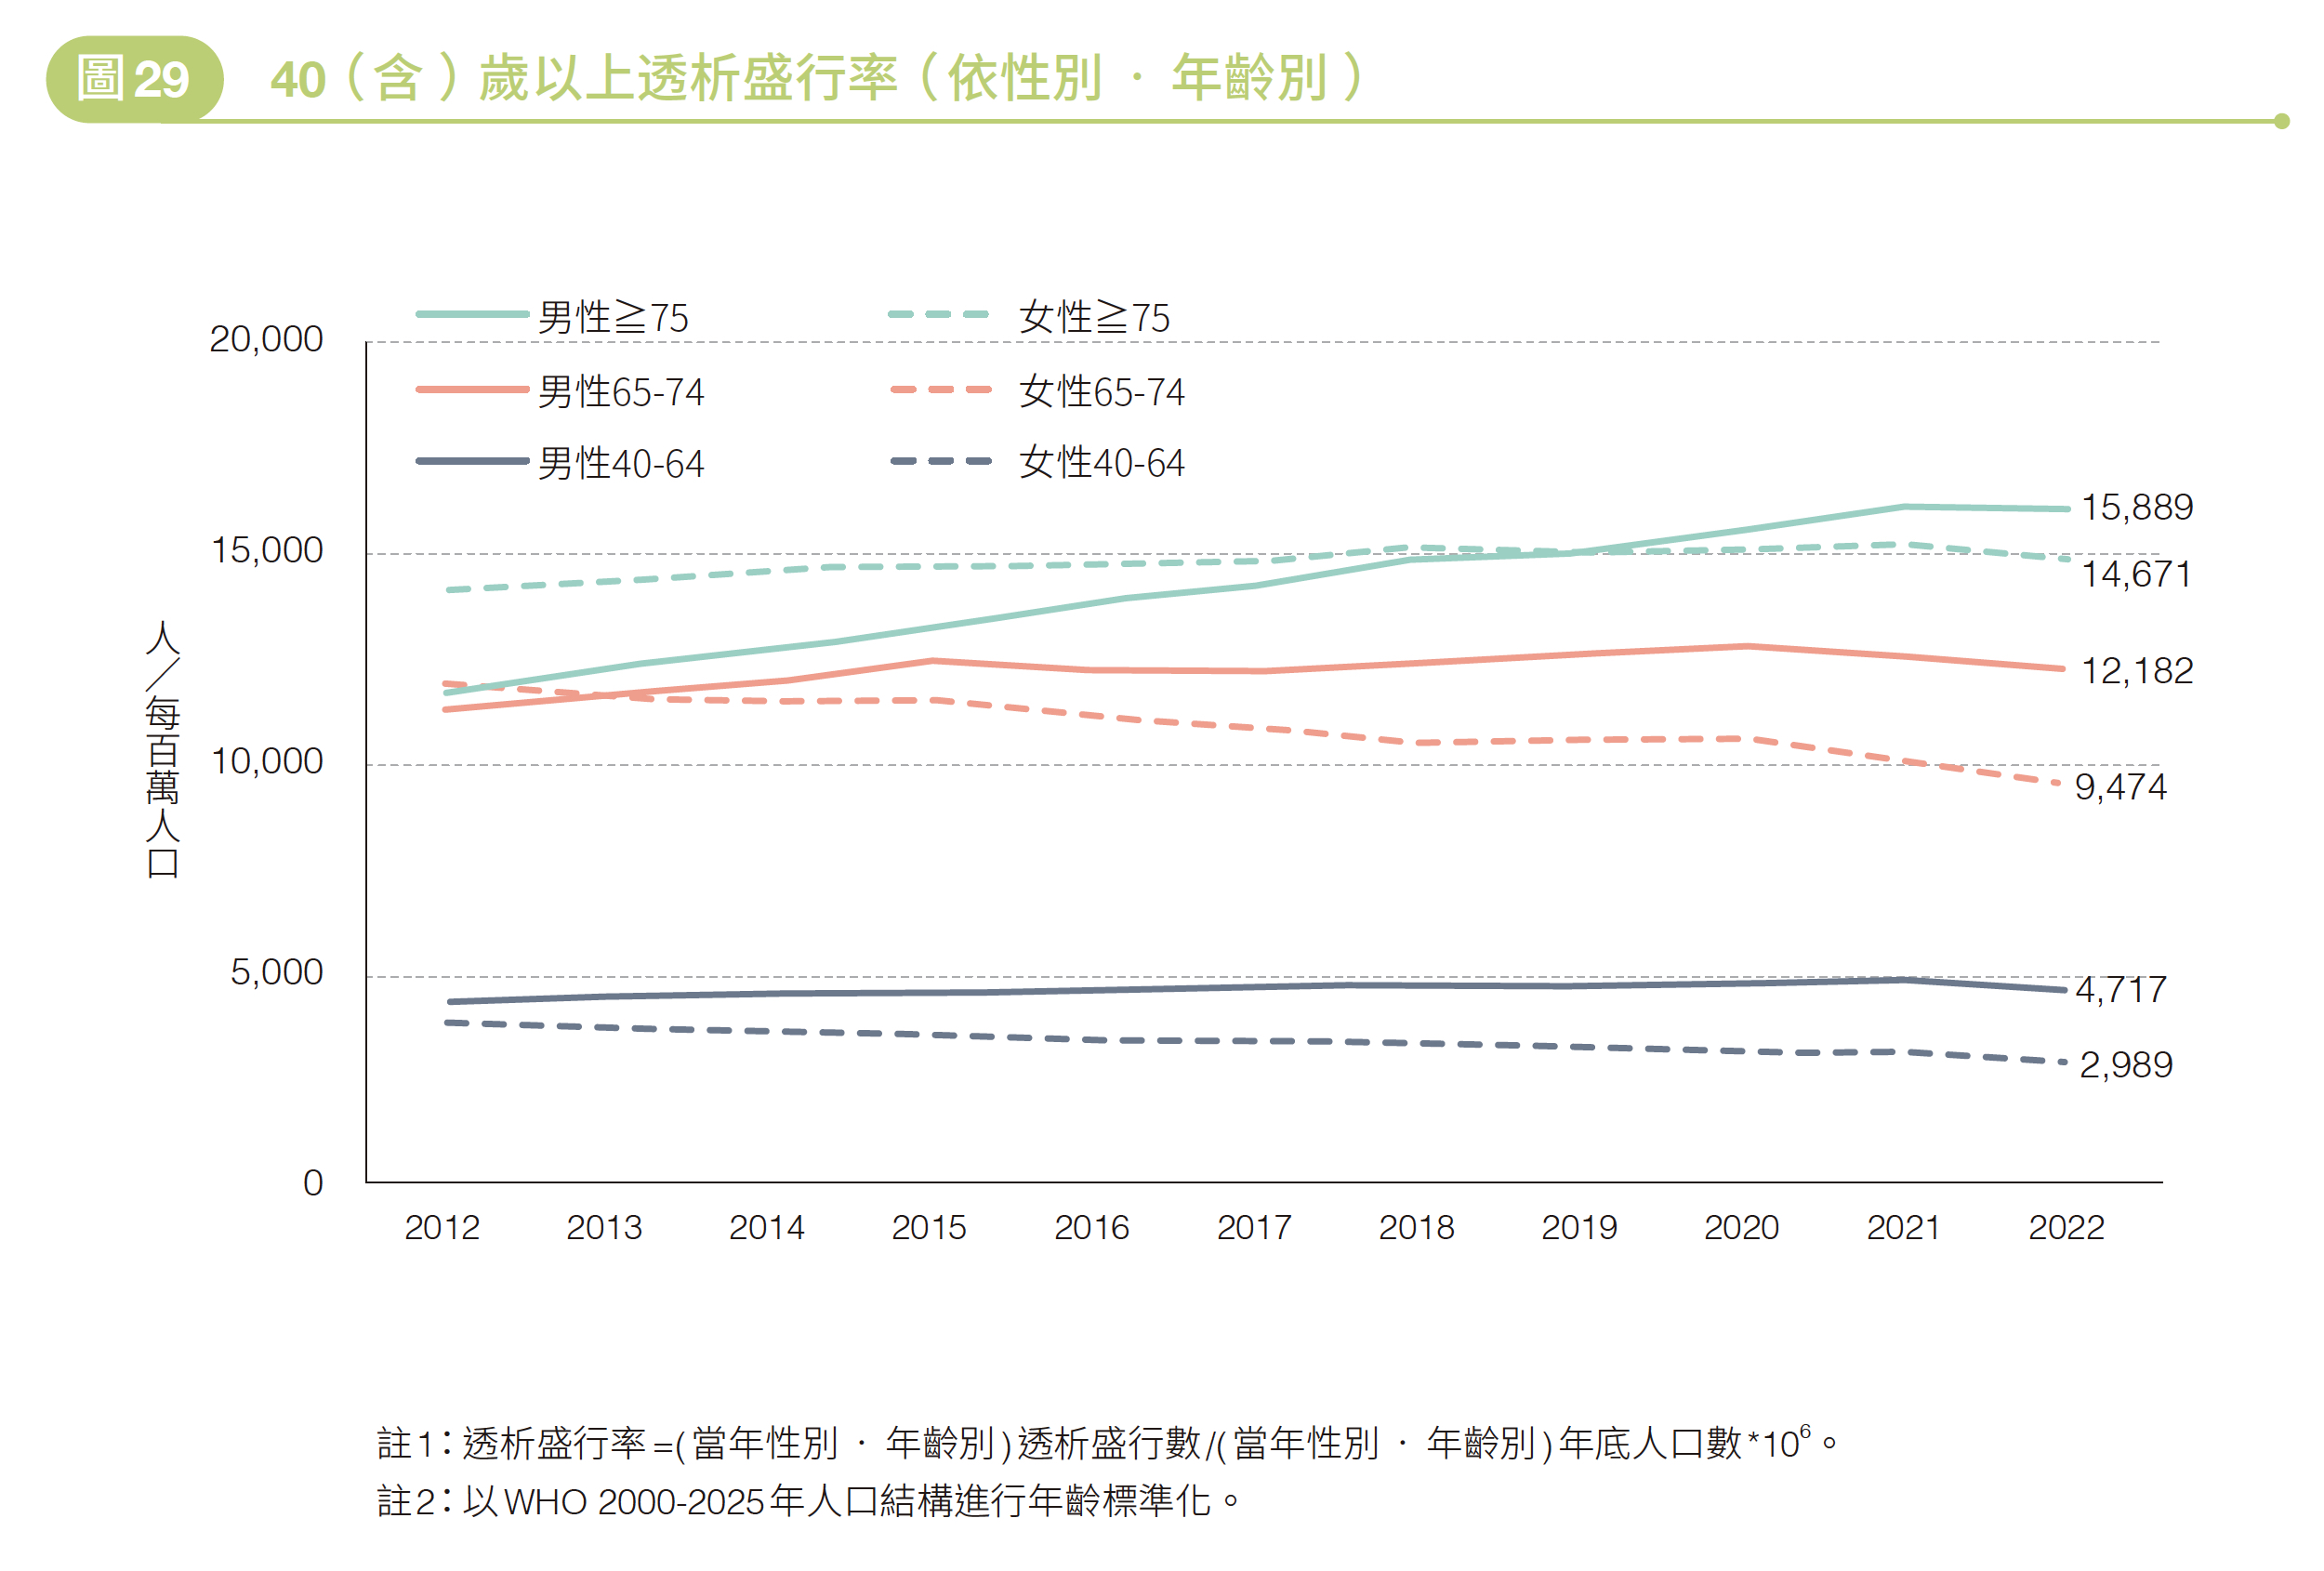 圖29 40（含）歲以上透析盛行率（依性別 · 年齡別）
男性≧75 女性≧75
男性65-74 女性65-74
男性40-64 女性40-64
人／每百萬人口
20,000
15,000
10,000
5,000
0
15,889
14,671
12,182
9,474
4,717
2,989
2012 2013 2014 2015 2016 2017 2018 2019 2020 2021 2022
註1：透析盛行率=(當年性別 · 年齡別)透析盛行數/(當年性別 · 年齡別)年底人口數*10⁶。
註2：以WHO 2000-2025年人口結構進行年齡標準化。